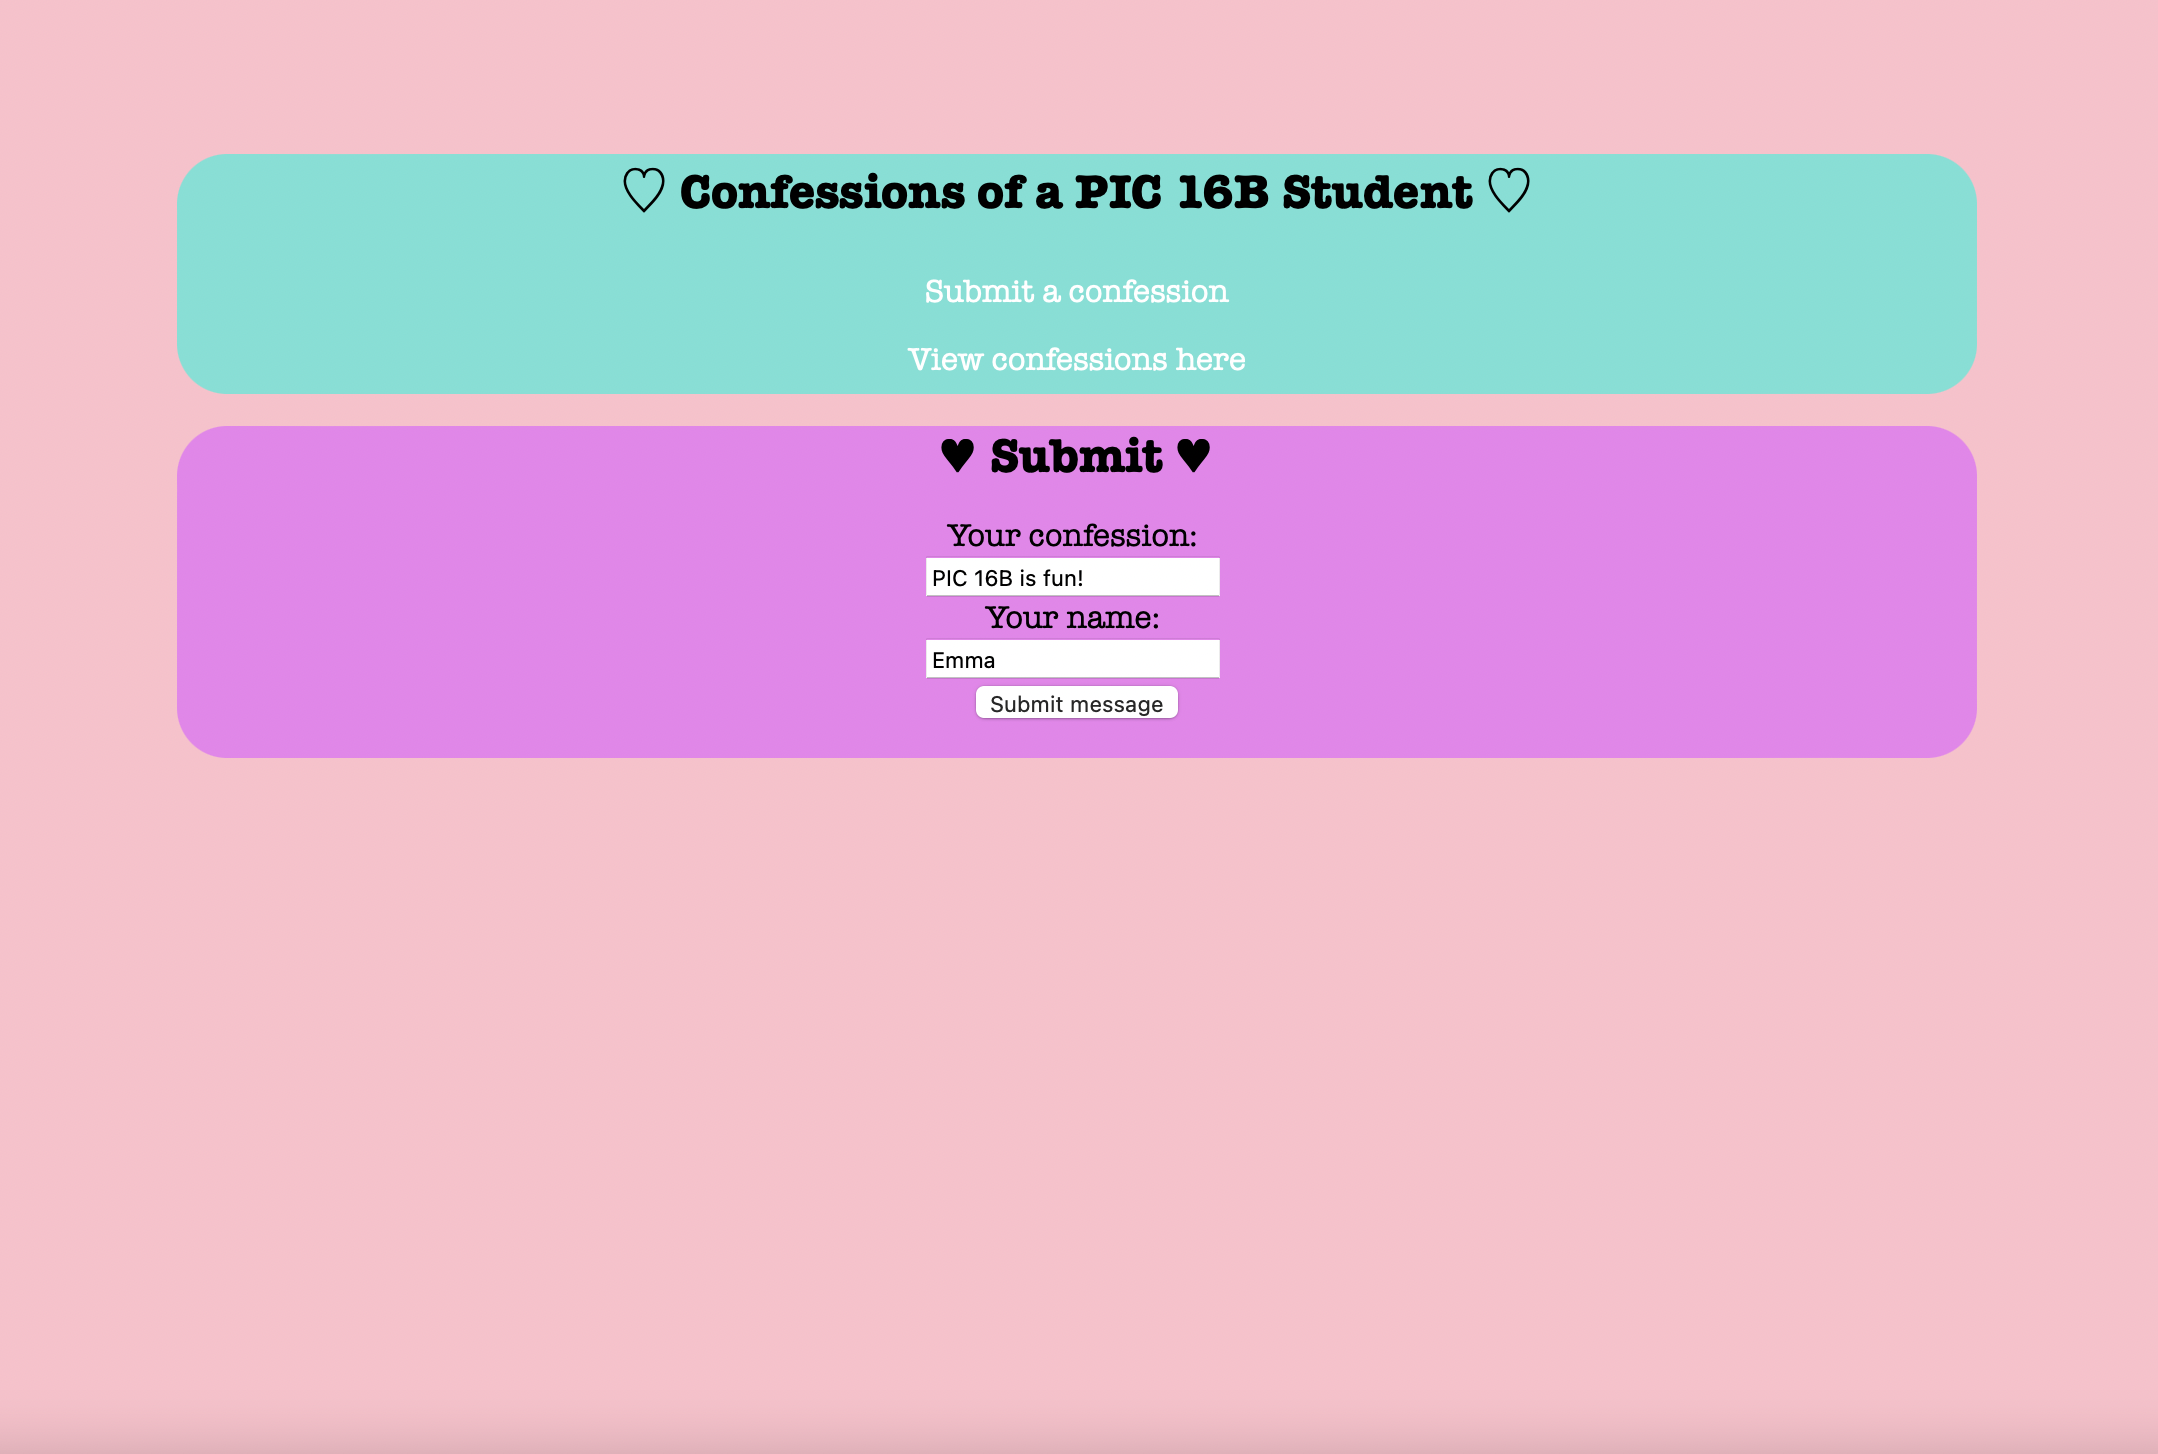 ♡ Confessions of a PIC 16B Student ♡
Submit a confession
View confessions here
♥ Submit ♥
Your confession:
PIC 16B is fun!
Your name:
Emma
Submit message